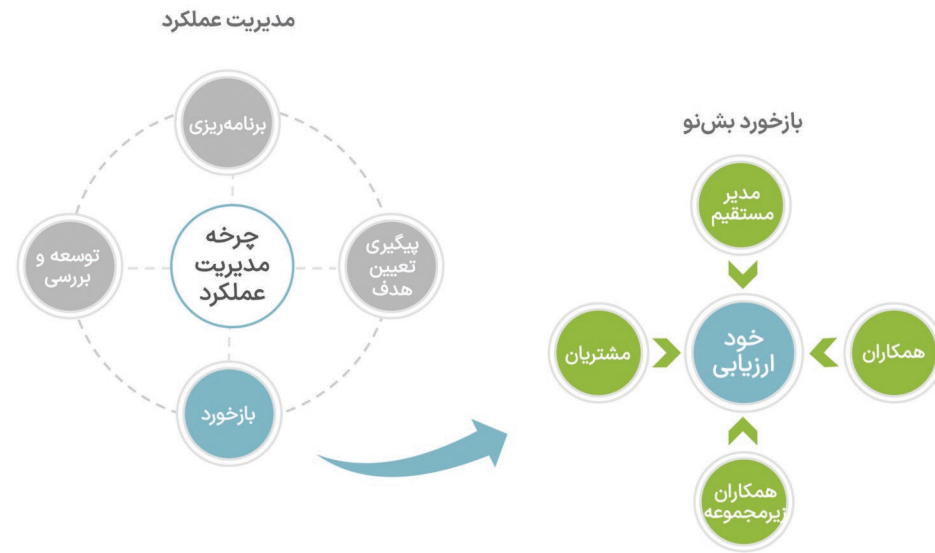 مدیریت عملکرد
برنامه‌ریزی
پیگیری
تعیین
هدف
چرخه
مدیریت
عملکرد
توسعه و
بررسی
بازخورد
بازخورد بش‌نو
مدیر
مستقیم
همکاران
خود
ارزیابی
مشتریان
همکاران
زیرمجموعه